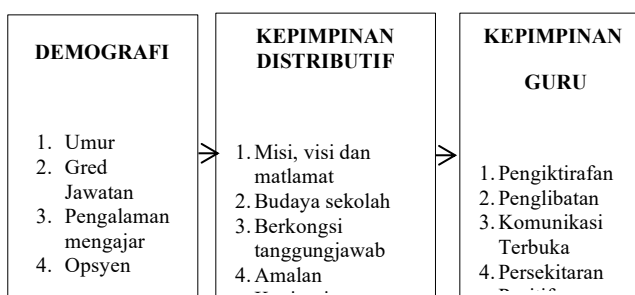 DEMOGRAFI
1. Umur
2. Gred
Jawatan
3. Pengalaman
mengajar
4. Opsyen
KEPIMPINAN
DISTRIBUTIF
1. Misi, visi dan
matlamat
2. Budaya sekolah
3. Berkongsi
tanggungjawab
4. Amalan
KEPIMPINAN
GURU
1. Pengiktirafan
2. Penglibatan
3. Komunikasi
Terbuka
4. Persekitaran